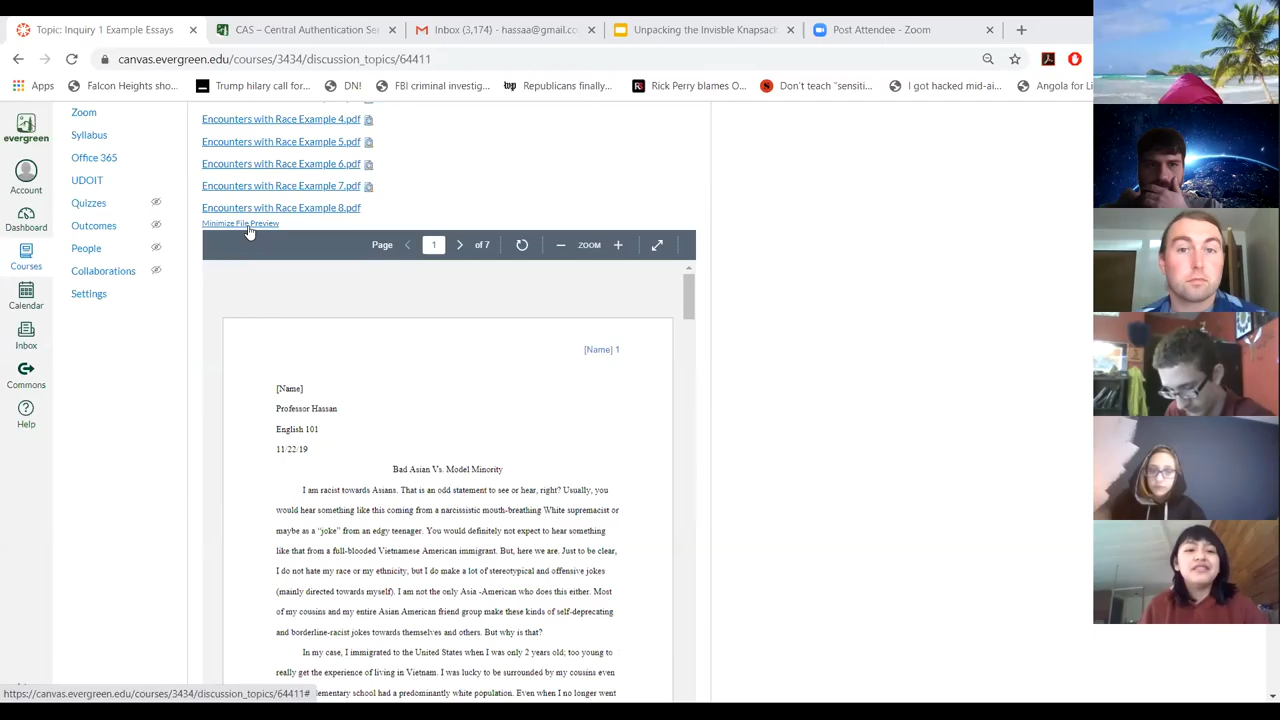 Topic: Inquiry 1 Example Essays
CAS – Central Authentication Se
Inbox (3,174) - hassaa@gmail.co
Unpacking the Invisble Knapsac
Post Attendee - Zoom
canvas.evergreen.edu/courses/3434/discussion_topics/64411
Apps
Falcon Heights sho...
Trump hilary call for...
DN!
FBI criminal investig...
Republicans finally...
Rick Perry blames O...
Don't teach "sensiti...
I got hacked mid-ai...
Angola for Li
evergreen
Account
Dashboard
Courses
Calendar
Inbox
Commons
Help
Zoom
Syllabus
Office 365
UDOIT
Quizzes
Outcomes
People
Collaborations
Settings
Encounters with Race Example 4.pdf
Encounters with Race Example 5.pdf
Encounters with Race Example 6.pdf
Encounters with Race Example 7.pdf
Encounters with Race Example 8.pdf
Minimize File Preview
Page 1 of 7 ZOOM
[Name] 1
[Name]
Professor Hassan
English 101
11/22/19
Bad Asian Vs. Model Minority
I am racist towards Asians. That is an odd statement to see or hear, right? Usually, you
would hear something like this coming from a narcissistic mouth-breathing White supremacist or
maybe as a “joke” from an edgy teenager. You would definitely not expect to hear something
like that from a full-blooded Vietnamese American immigrant. But, here we are. Just to be clear,
I do not hate my race or my ethnicity, but I do make a lot of stereotypical and offensive jokes
(mainly directed towards myself). I am not the only Asia -American who does this either. Most
of my cousins and my entire Asian American friend group make these kinds of self-deprecating
and borderline-racist jokes towards themselves and others. But why is that?
In my case, I immigrated to the United States when I was only 2 years old; too young to
really get the experience of living in Vietnam. I was lucky to be surrounded by my cousins even
lementary school had a predominantly white population. Even when I no longer went
https://canvas.evergreen.edu/courses/3434/discussion_topics/64411#